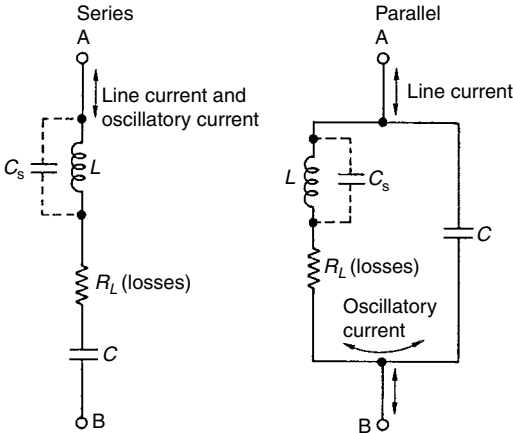 Series
A
Line current and
oscillatory current
Cs
L
RL (losses)
C
B
Parallel
A
Line current
L
Cs
C
RL (losses)
Oscillatory
current
B